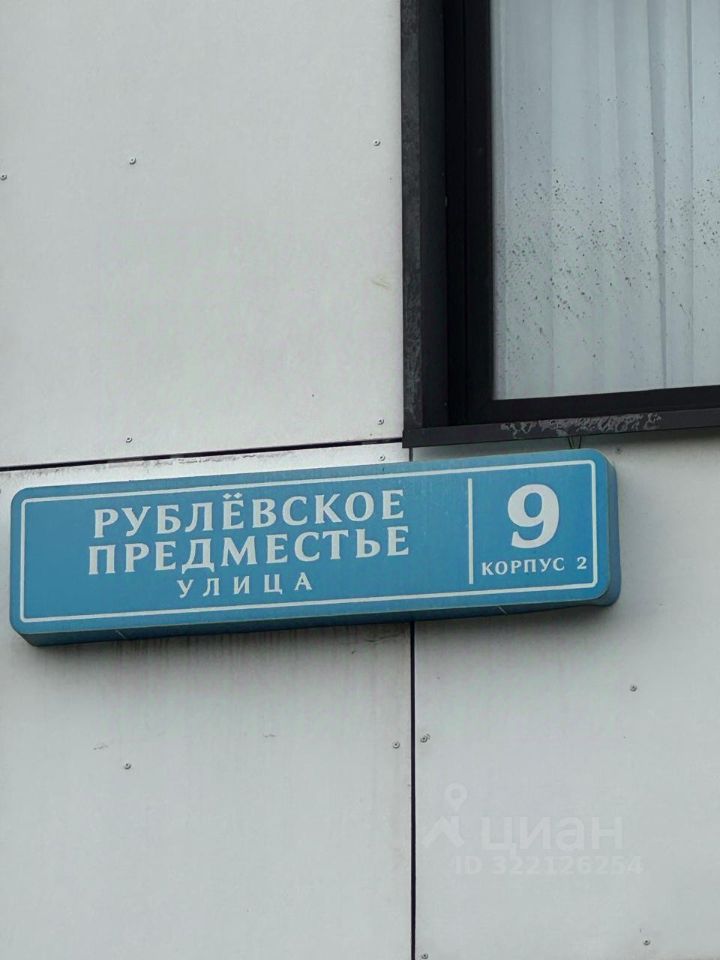 РУБЛЁВСКОЕ
ПРЕДМЕСТЬЕ
УЛИЦА
9
КОРПУС 2
циан
ID 322126254